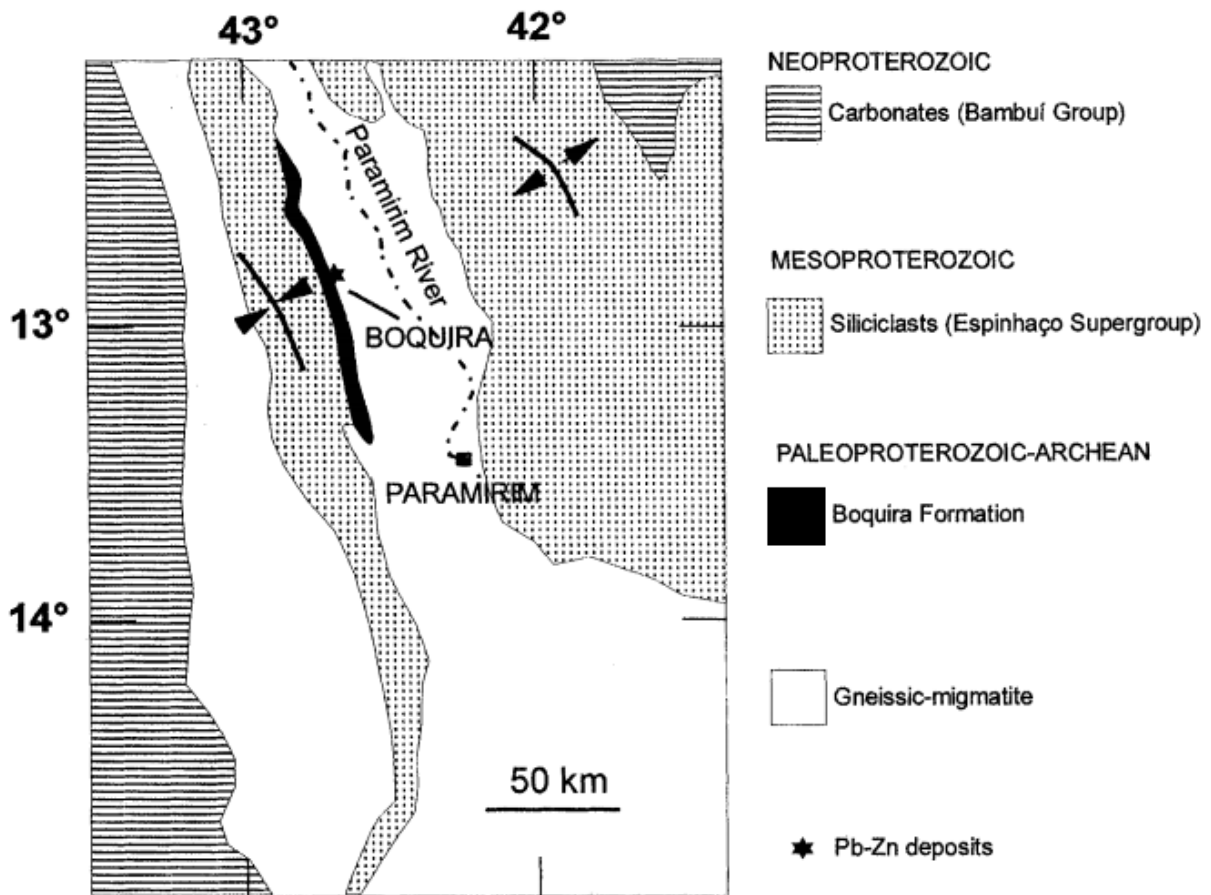 43°
42°
13°
14°
Paramirim River
BOQUIRA
PARAMIRIM
50 km
NEOPROTEROZOIC
Carbonates (Bambuí Group)
MESOPROTEROZOIC
Siliciclasts (Espinhaço Supergroup)
PALEOPROTEROZOIC-ARCHEAN
Boquira Formation
Gneissic-migmatite
Pb-Zn deposits